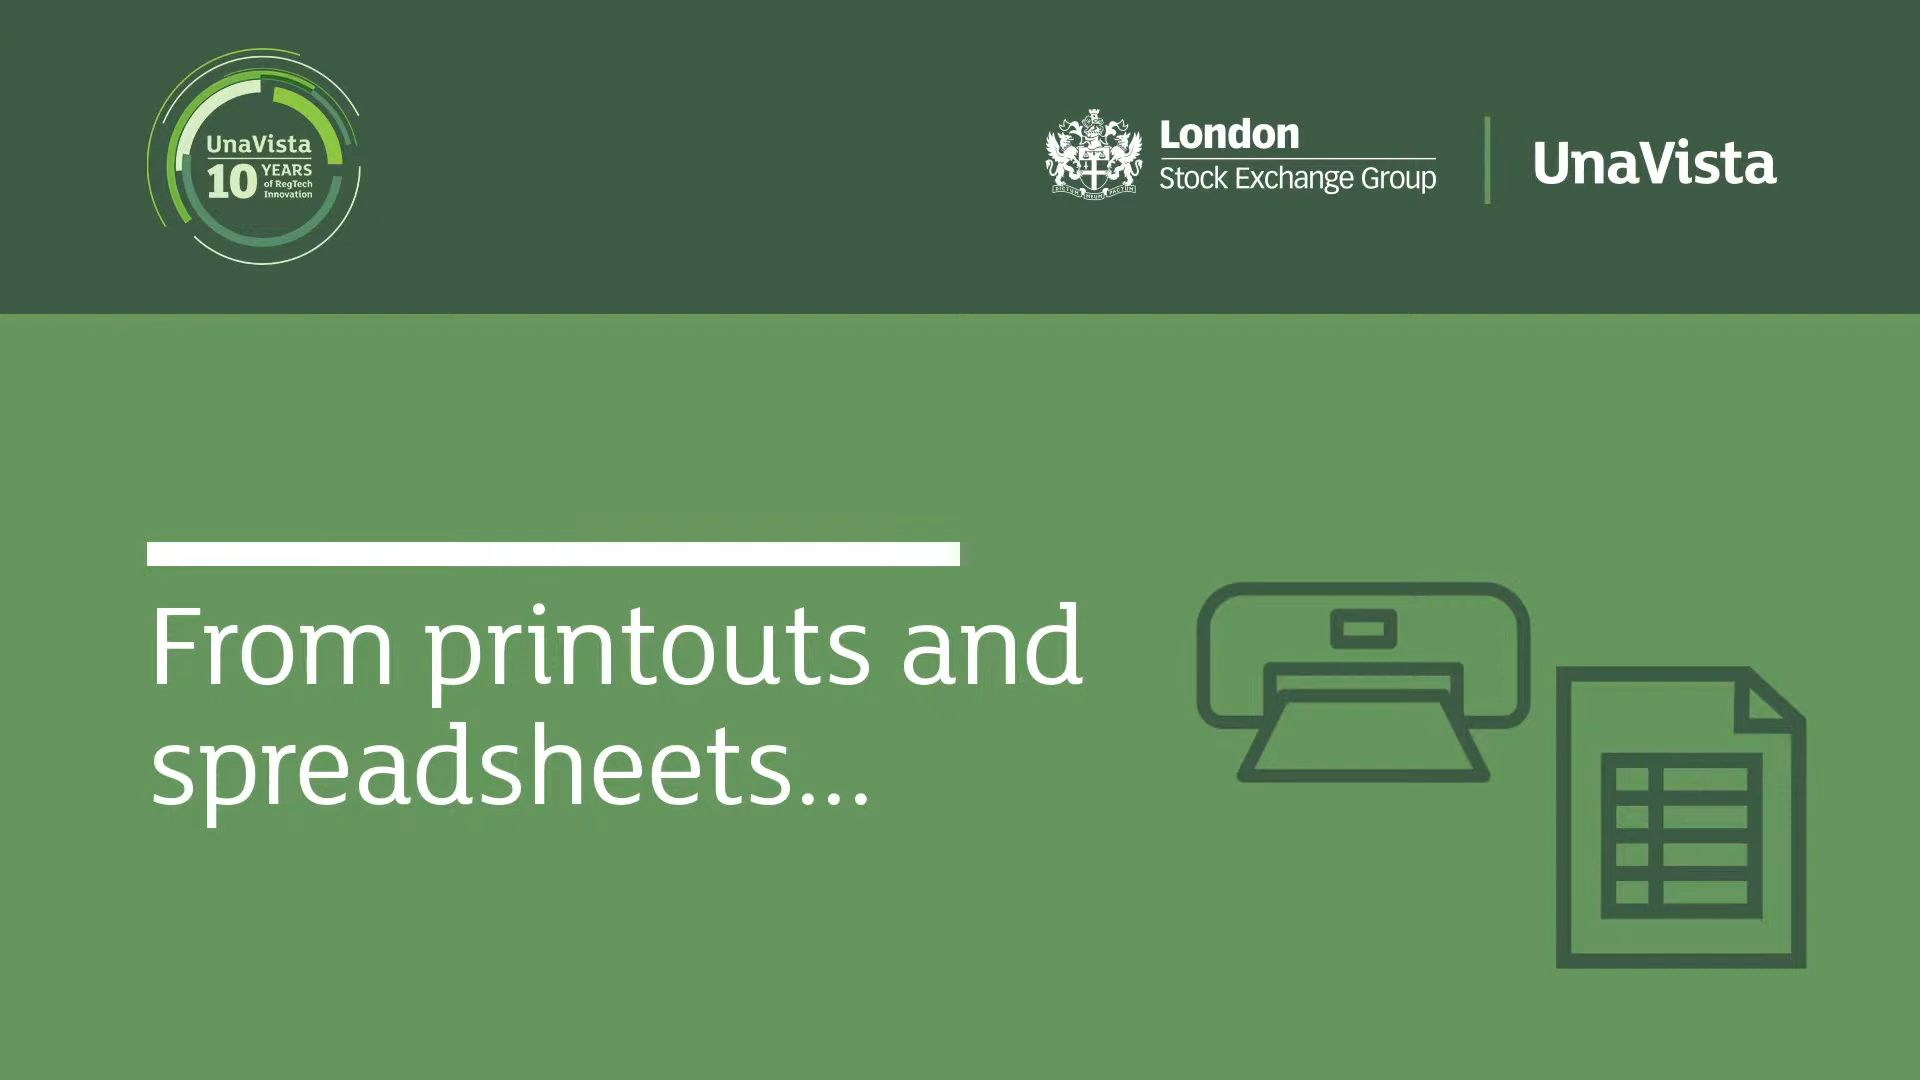 UnaVista
10 YEARS
of RegTech
Innovation
London
Stock Exchange Group
UnaVista
From printouts and
spreadsheets...